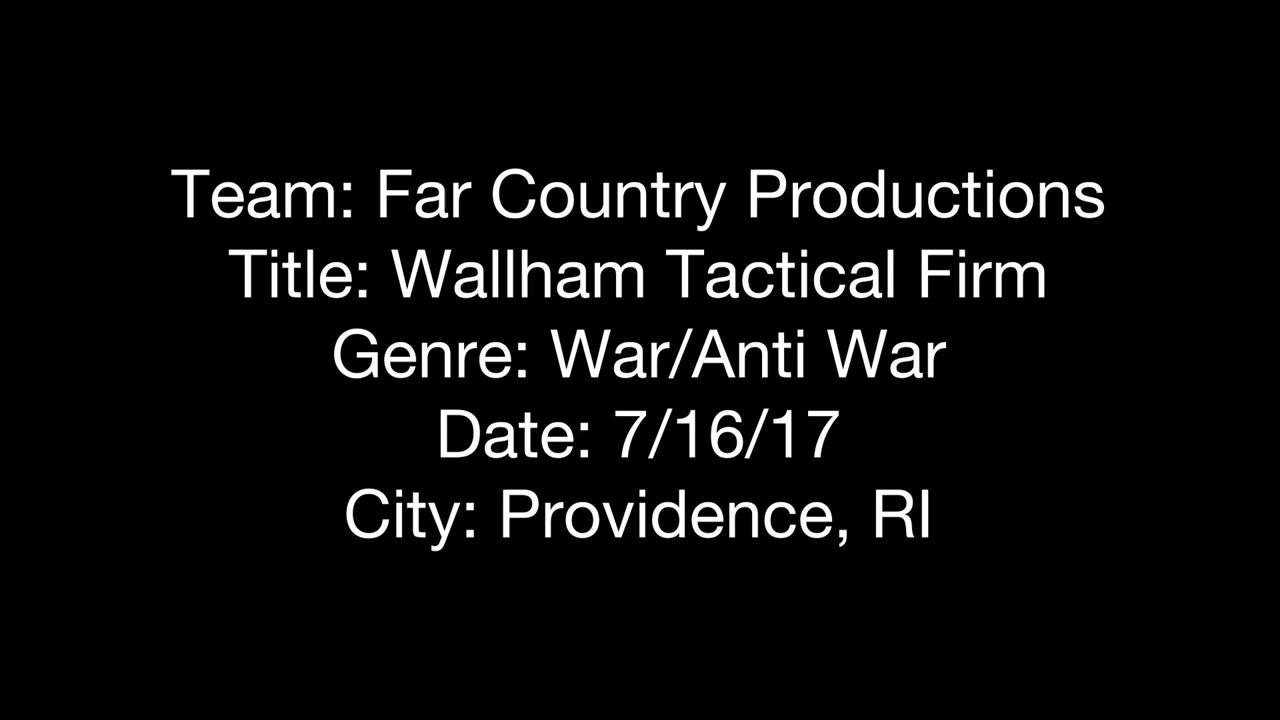 Team: Far Country Productions
Title: Wallham Tactical Firm
Genre: War/Anti War
Date: 7/16/17
City: Providence, RI